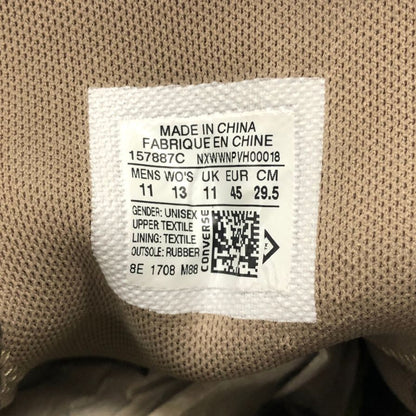 MADE IN CHINA
FABRIQUE EN CHINE
157887C NXWWNPVHO0018
MENS WO'S UK EUR CM
11 13 11 45 29.5
GENDER: UNISEX
UPPER TEXTILE
LINING: TEXTILE
OUTSOLE: RUBBER
8E 1708 M88
CONVERSE